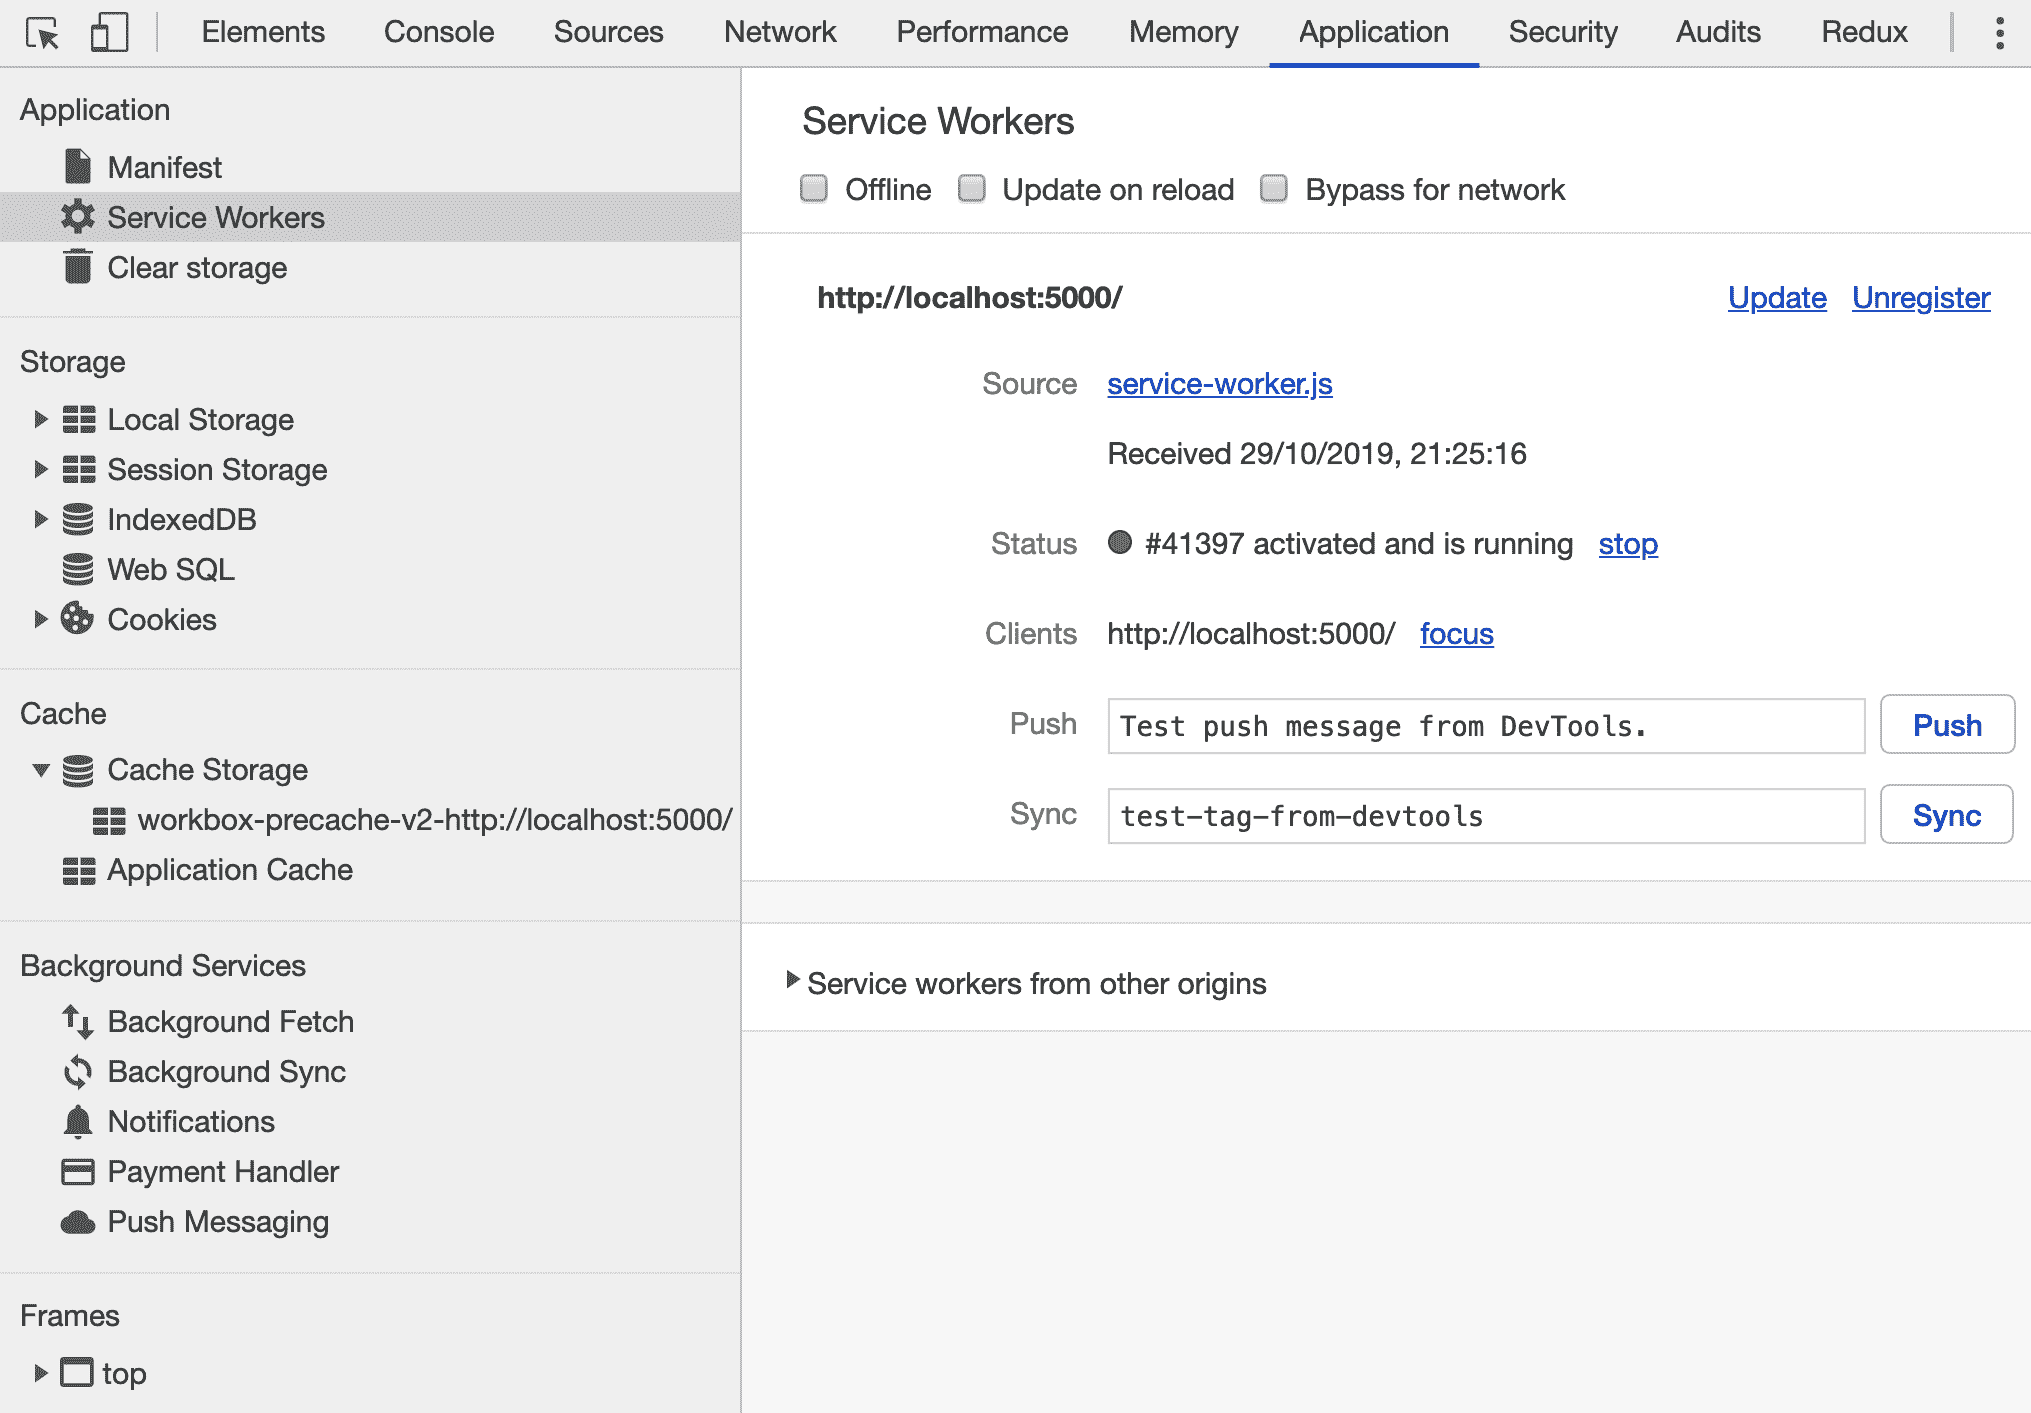 Elements Console Sources Network Performance Memory Application Security Audits Redux
Application
Manifest
Service Workers
Clear storage
Storage
Local Storage
Session Storage
IndexedDB
Web SQL
Cookies
Cache
Cache Storage
workbox-precache-v2-http://localhost:5000/
Application Cache
Background Services
Background Fetch
Background Sync
Notifications
Payment Handler
Push Messaging
Frames
top
Service Workers
Offline Update on reload Bypass for network
http://localhost:5000/ Update Unregister
Source service-worker.js
Received 29/10/2019, 21:25:16
Status #41397 activated and is running stop
Clients http://localhost:5000/ focus
Push Test push message from DevTools. Push
Sync test-tag-from-devtools Sync
Service workers from other origins